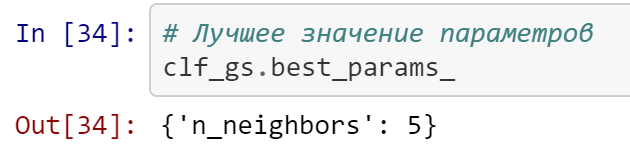 In [34]: # Лучшее значение параметров
clf_gs.best_params_
Out[34]: {'n_neighbors': 5}